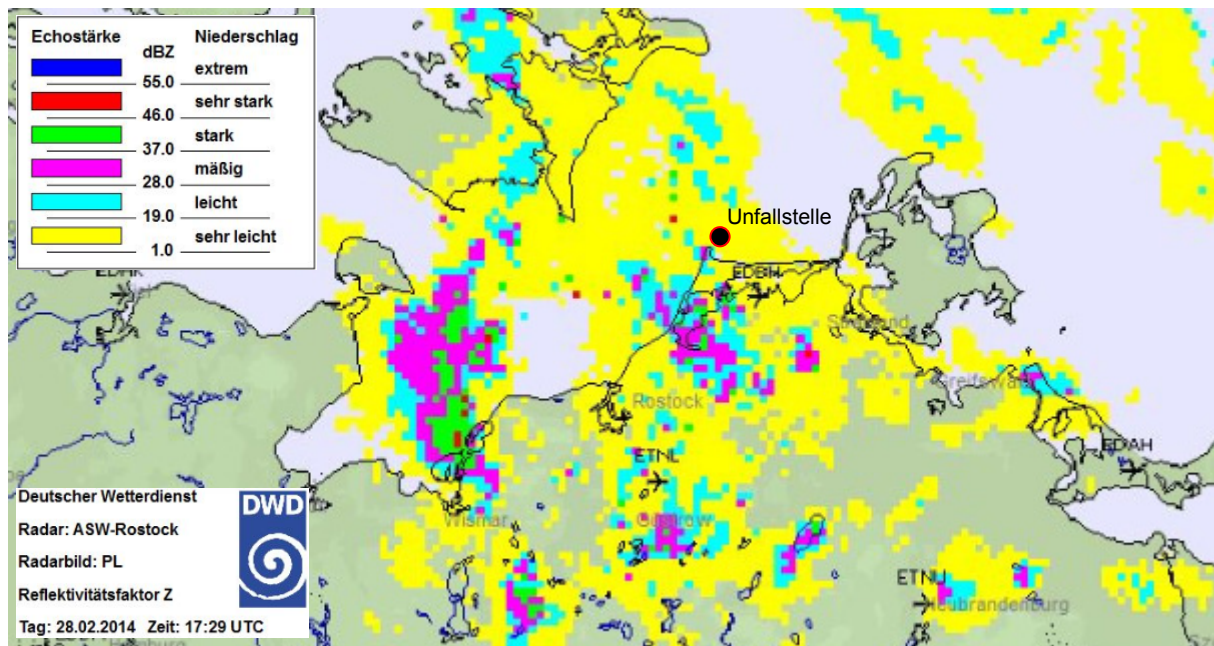 Echostärke Niederschlag
dBZ
extrem
55.0
sehr stark
46.0
stark
37.0
mäßig
28.0
leicht
19.0
sehr leicht
1.0
Unfallstelle
EDBH
Rostock
ETNL
EDAH
Wismar
Güstrow
ETNU
Neubrandenburg
Deutscher Wetterdienst
DWD
Radar: ASW-Rostock
Radarbild: PL
Reflektivitätsfaktor Z
Tag: 28.02.2014 Zeit: 17:29 UTC